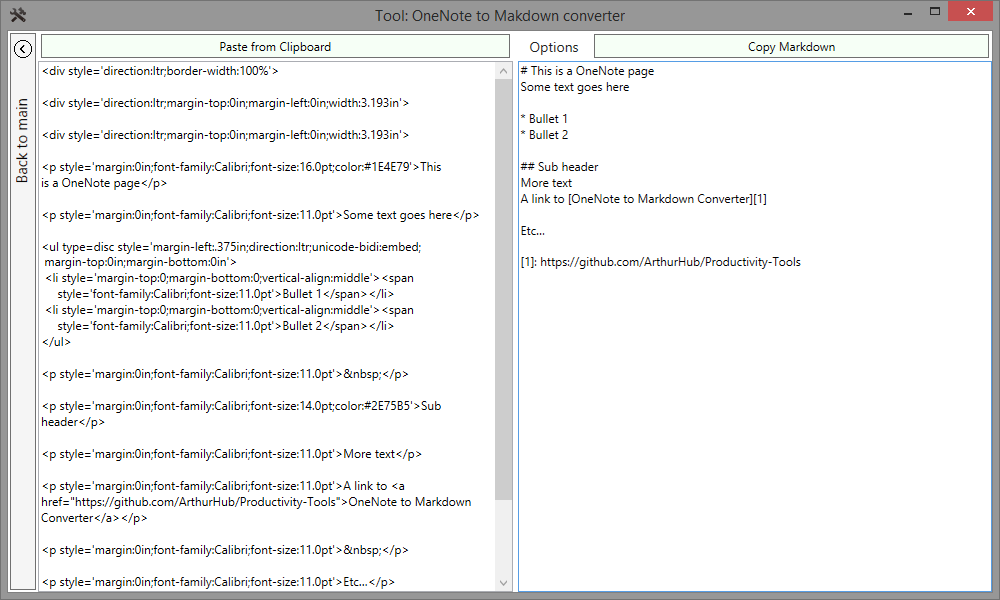 Tool: OneNote to Makdown converter
Back to main
Paste from Clipboard
Options
Copy Markdown
<div style='direction:ltr;border-width:100%'>
<div style='direction:ltr;margin-top:0in;margin-left:0in;width:3.193in'>
<div style='direction:ltr;margin-top:0in;margin-left:0in;width:3.193in'>
<p style='margin:0in;font-family:Calibri;font-size:16.0pt;color:#1E4E79'>This
is a OneNote page</p>
<p style='margin:0in;font-family:Calibri;font-size:11.0pt'>Some text goes here</p>
<ul type=disc style='margin-left:.375in;direction:ltr;unicode-bidi:embed;
margin-top:0in;margin-bottom:0in'>
<li style='margin-top:0;margin-bottom:0;vertical-align:middle'><span
style='font-family:Calibri;font-size:11.0pt'>Bullet 1</span></li>
<li style='margin-top:0;margin-bottom:0;vertical-align:middle'><span
style='font-family:Calibri;font-size:11.0pt'>Bullet 2</span></li>
</ul>
<p style='margin:0in;font-family:Calibri;font-size:11.0pt'>&nbsp;</p>
<p style='margin:0in;font-family:Calibri;font-size:14.0pt;color:#2E75B5'>Sub
header</p>
<p style='margin:0in;font-family:Calibri;font-size:11.0pt'>More text</p>
<p style='margin:0in;font-family:Calibri;font-size:11.0pt'>A link to <a
href="https://github.com/ArthurHub/Productivity-Tools">OneNote to Markdown
Converter</a></p>
<p style='margin:0in;font-family:Calibri;font-size:11.0pt'>&nbsp;</p>
<p style='margin:0in;font-family:Calibri;font-size:11.0pt'>Etc...</p>
# This is a OneNote page
Some text goes here
* Bullet 1
* Bullet 2
## Sub header
More text
A link to [OneNote to Markdown Converter][1]
Etc...
[1]: https://github.com/ArthurHub/Productivity-Tools